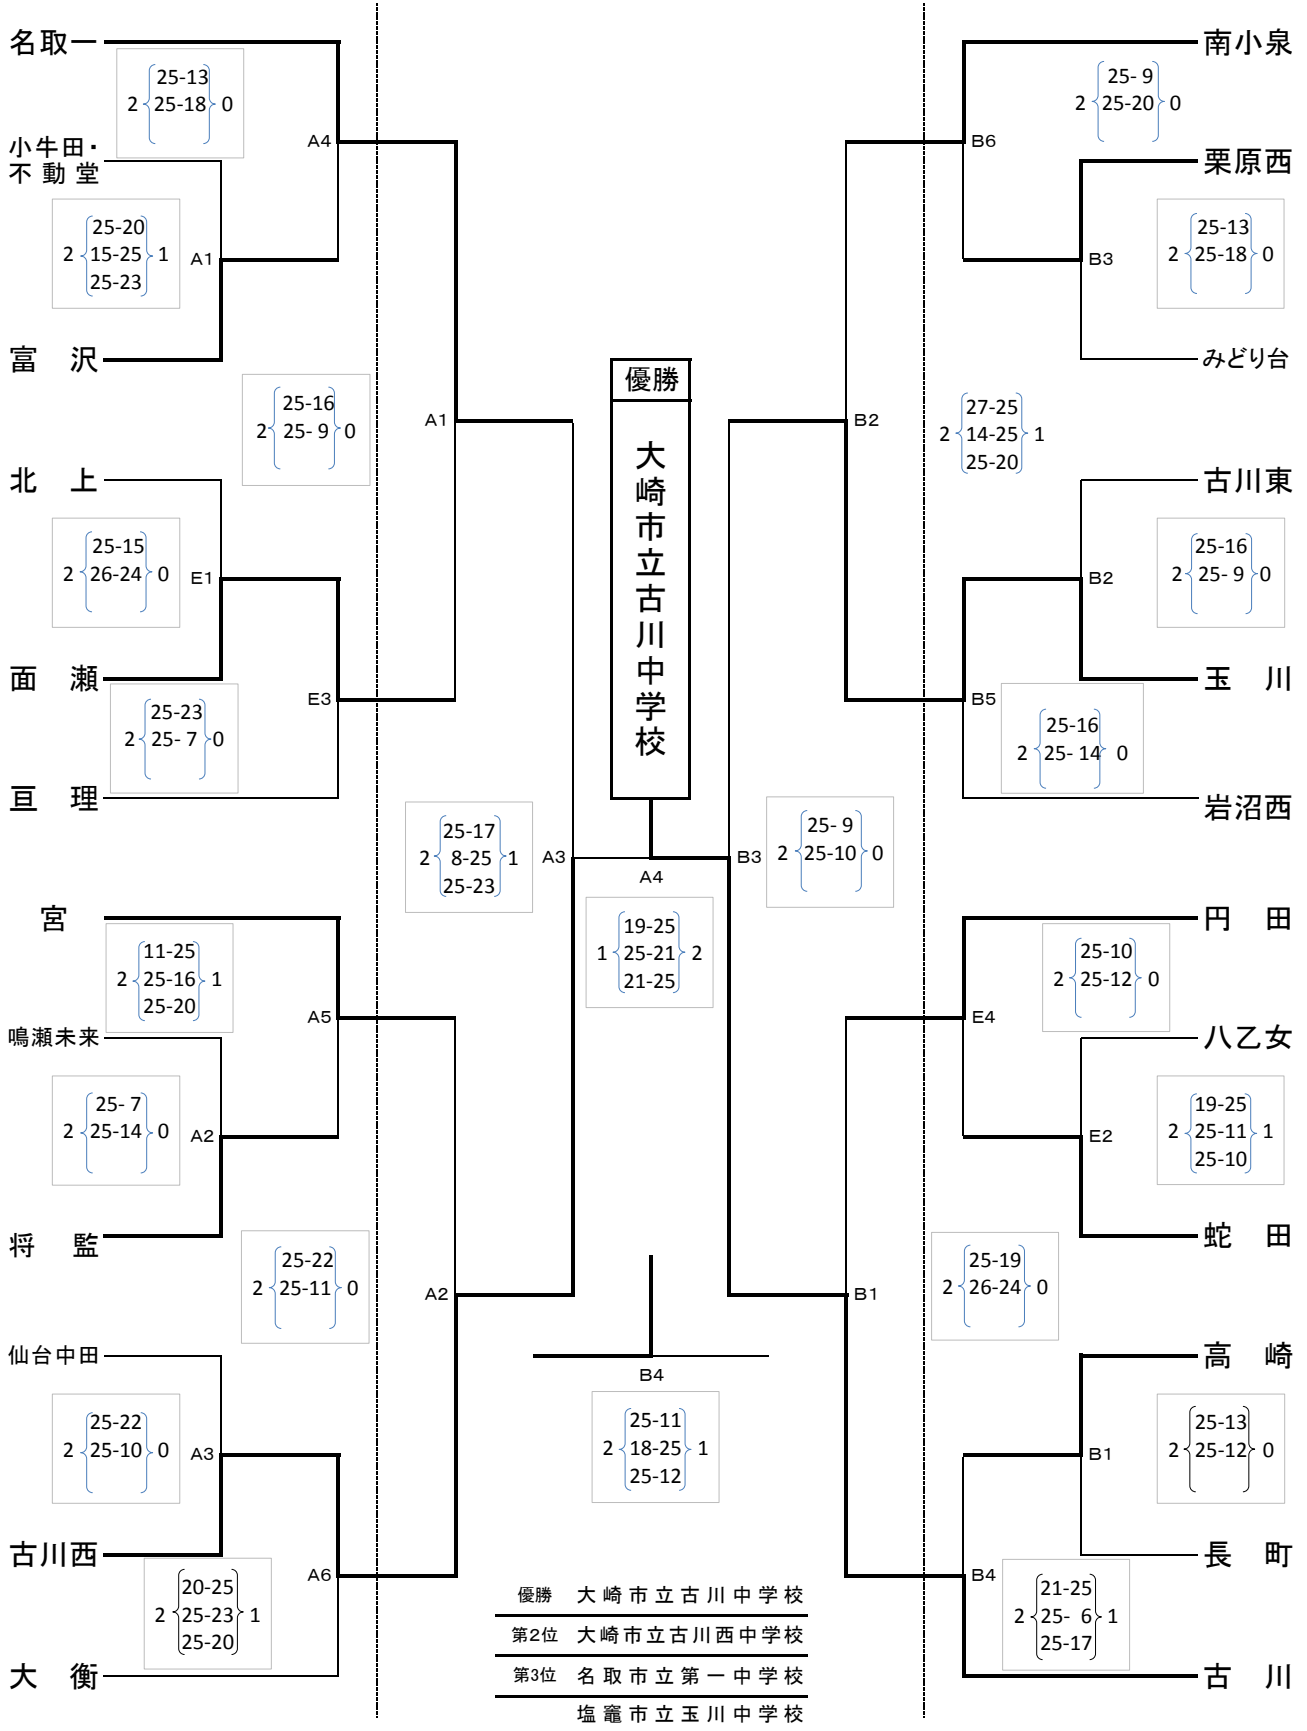 名取一
2 25-13 0
25-18
A4
小牛田・
不動堂
2 25-20 1
15-25
25-23
A1
富　沢
2 25-16 0
25- 9
A1
北　上
2 25-15 0
26-24
E1
面　瀬
2 25-23 0
25- 7
E3
亘　理
2 25-17 1
8-25
25-23
A3
宮
2 11-25 1
25-16
25-20
A5
鳴瀬未来
2 25- 7 0
25-14
A2
将　監
2 25-22 0
25-11
A2
仙台中田
2 25-22 0
25-10
A3
古川西
2 20-25 1
25-23
25-20
A6
大　衡
優勝
大崎市立古川中学校
A4
1 19-25 2
25-21
21-25
B4
2 25-11 1
18-25
25-12
優勝　大崎市立古川中学校
第2位　大崎市立古川西中学校
第3位　名取市立第一中学校
塩竈市立玉川中学校
南小泉
2 25- 9 0
25-20
B6
栗原西
2 25-13 0
25-18
B3
みどり台
2 27-25 1
14-25
25-20
B2
古川東
2 25-16 0
25- 9
B2
玉　川
2 25-16 0
25- 14
B5
岩沼西
2 25- 9 0
25-10
B3
円　田
2 25-10 0
25-12
E4
八乙女
2 19-25 1
25-11
25-10
E2
蛇　田
2 25-19 0
26-24
B1
高　崎
2 25-13 0
25-12
B1
長　町
2 21-25 1
25- 6
25-17
B4
古　川